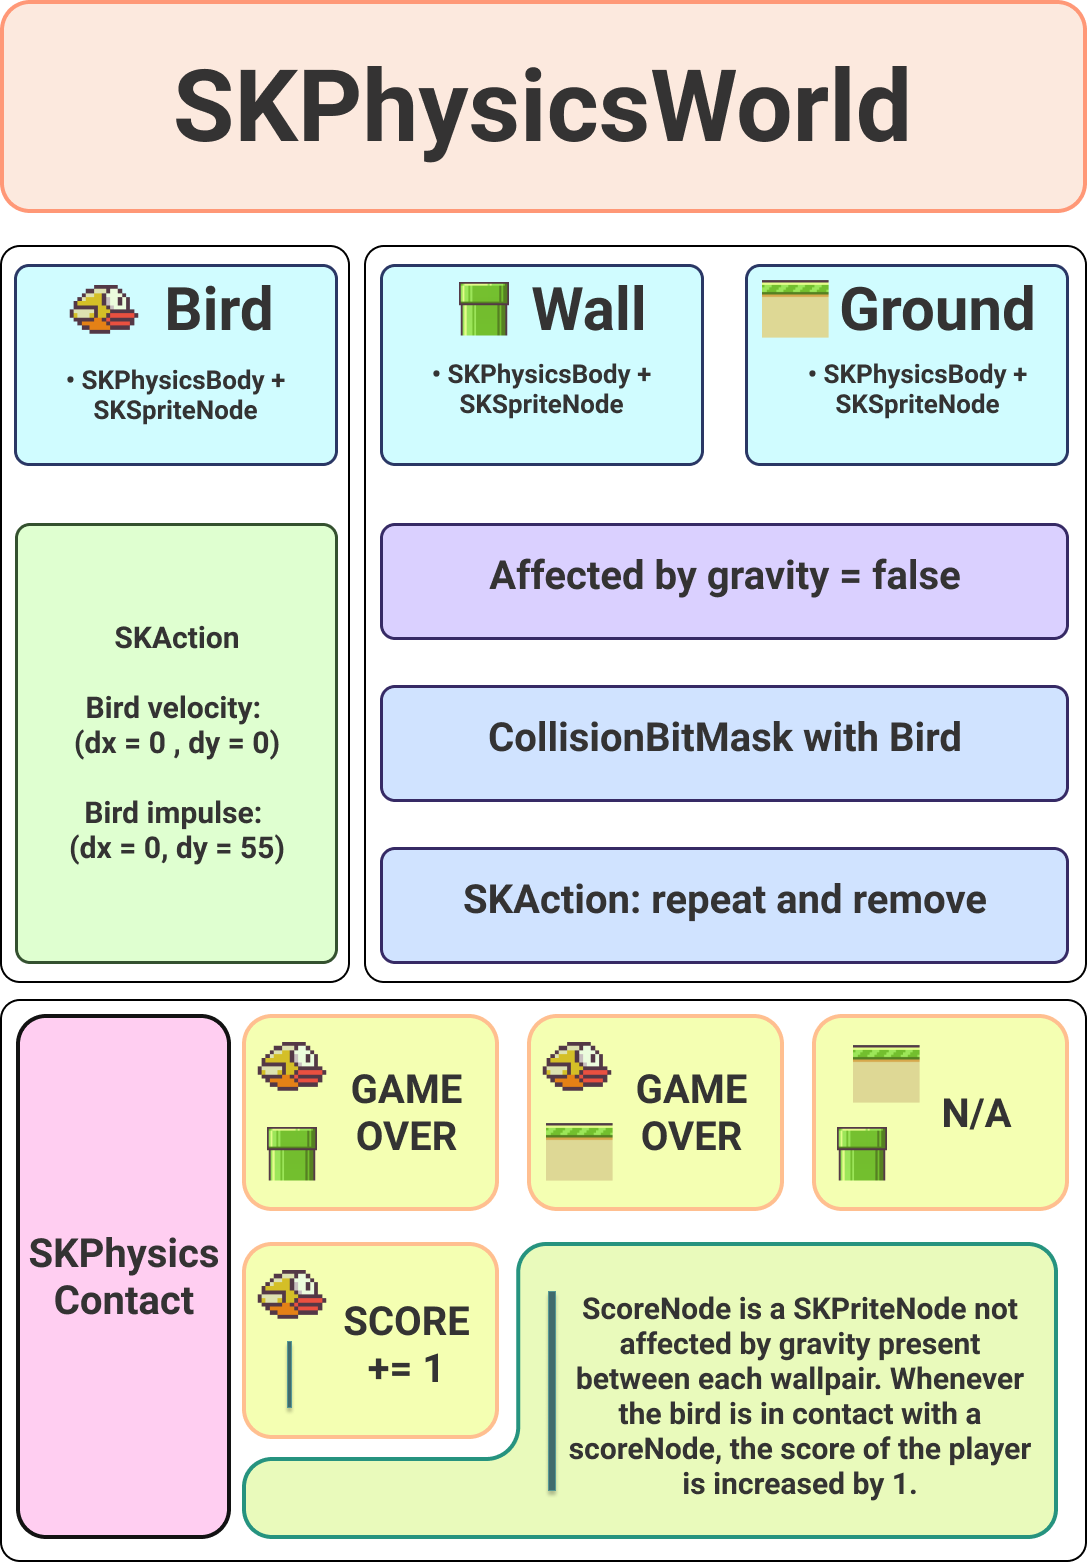 SKPhysicsWorld
Bird
• SKPhysicsBody +
SKSpriteNode
Wall
• SKPhysicsBody +
SKSpriteNode
Ground
• SKPhysicsBody +
SKSpriteNode
SKAction
Bird velocity:
(dx = 0 , dy = 0)
Bird impulse:
(dx = 0, dy = 55)
Affected by gravity = false
CollisionBitMask with Bird
SKAction: repeat and remove
SKPhysics
Contact
GAME
OVER
GAME
OVER
N/A
SCORE
+= 1
ScoreNode is a SKPriteNode not
affected by gravity present
between each wallpair. Whenever
the bird is in contact with a
scoreNode, the score of the player
is increased by 1.